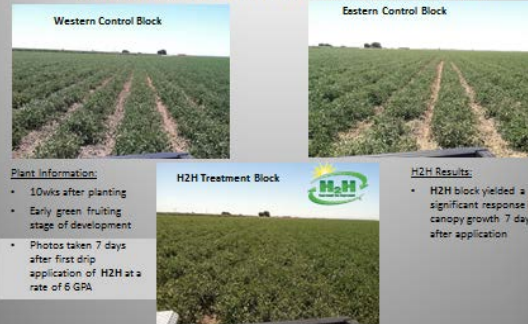 Western Control Block
Eastern Control Block
Plant Information:
• 10wks after planting
• Early green fruiting
stage of development
• Photos taken 7 days
after first drip
application of H2H at a
rate of 6 GPA
H2H Treatment Block
H2H
H2H Results:
• H2H block yielded a
significant response
canopy growth 7 day
after application